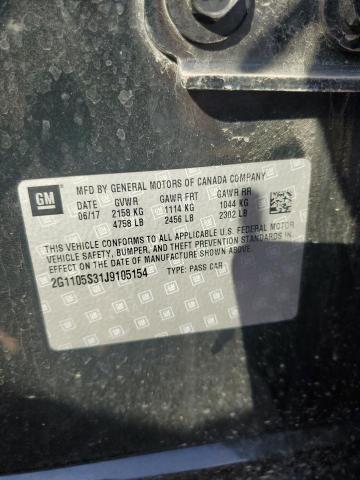 GM
MFD BY GENERAL MOTORS OF CANADA COMPANY
DATE GVWR GAWR FRT GAWR RR
06/17 2158 KG 1114 KG 1044 KG
4758 LB 2456 LB 2302 LB
THIS VEHICLE CONFORMS TO ALL APPLICABLE U.S. FEDERAL MOTOR
VEHICLE SAFETY, BUMPER, AND THEFT PREVENTION STANDARDS IN
EFFECT ON THE DATE OF MANUFACTURE SHOWN ABOVE.
2G1105S31J9105154 TYPE: PASS CAR